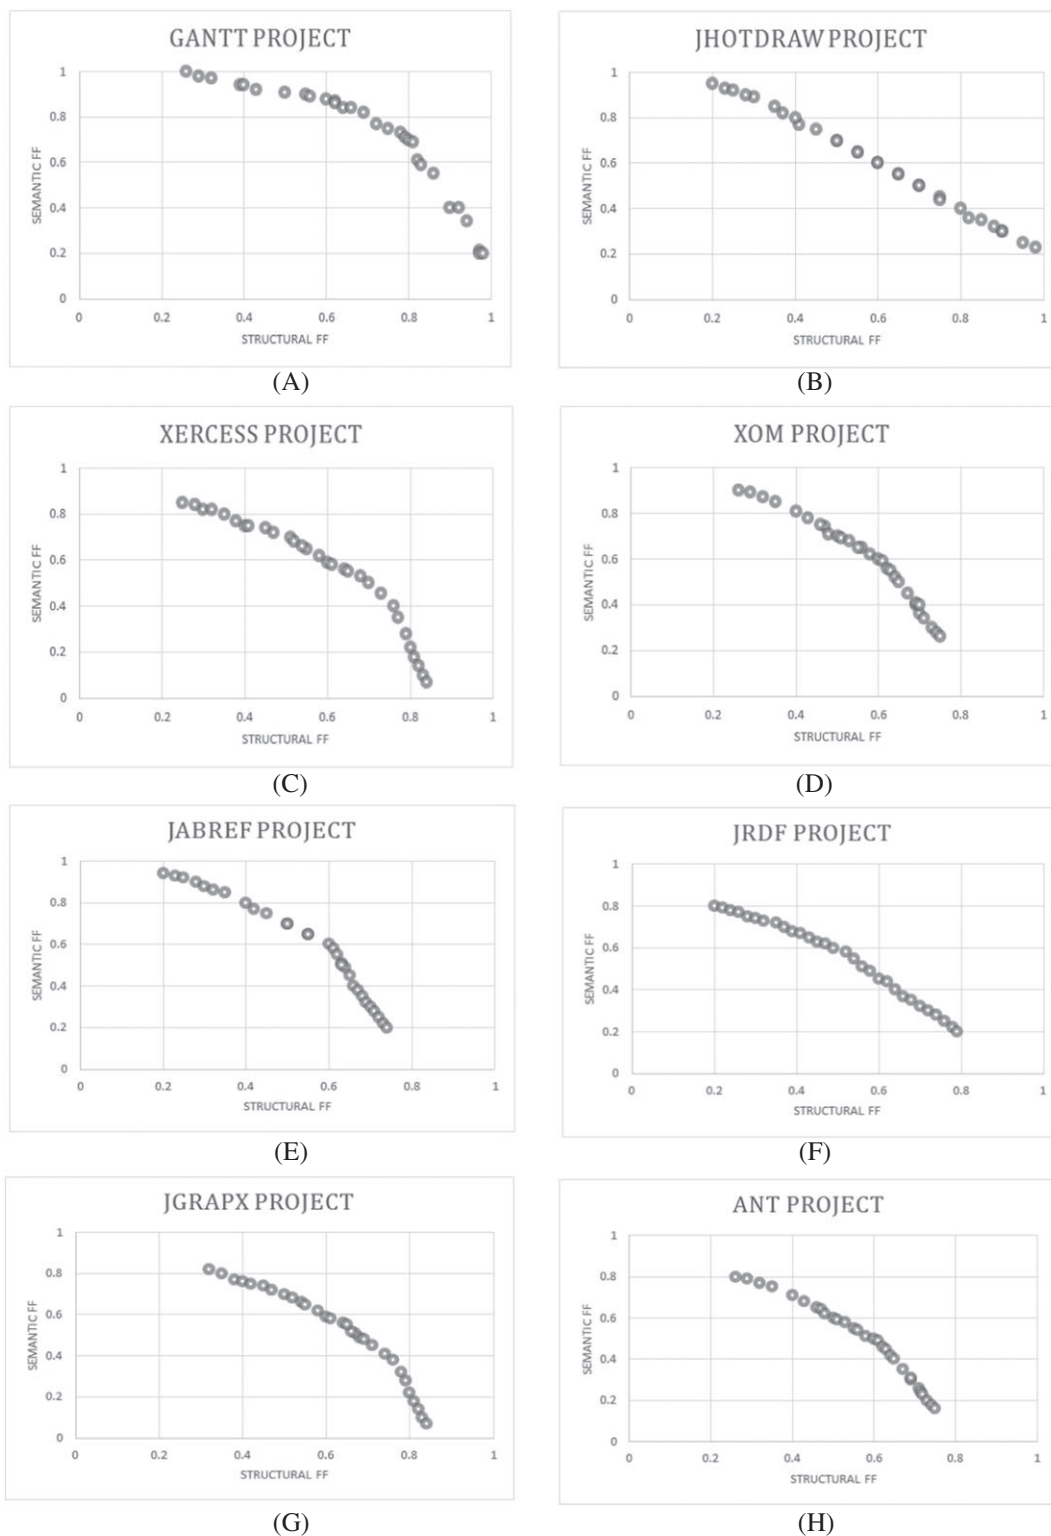 GANTT PROJECT
1
0.8
0.6
0.4
0.2
0
SEMANTIC FF
0 0.2 0.4 0.6 0.8 1
STRUCTURAL FF
(A)
JHOTDRAW PROJECT
1
0.8
0.6
0.4
0.2
0
SEMANTIC FF
0 0.2 0.4 0.6 0.8 1
STRUCTURAL FF
(B)
XERCESS PROJECT
1
0.8
0.6
0.4
0.2
0
SEMANTIC FF
0 0.2 0.4 0.6 0.8 1
STRUCTURAL FF
(C)
XOM PROJECT
1
0.8
0.6
0.4
0.2
0
SEMANTIC FF
0 0.2 0.4 0.6 0.8 1
STRUCTURAL FF
(D)
JABREF PROJECT
1
0.8
0.6
0.4
0.2
0
SEMANTIC FF
0 0.2 0.4 0.6 0.8 1
STRUCTURAL FF
(E)
JRDF PROJECT
1
0.8
0.6
0.4
0.2
0
SEMANTIC FF
0 0.2 0.4 0.6 0.8 1
STRUCTURAL FF
(F)
JGRAPX PROJECT
1
0.8
0.6
0.4
0.2
0
SEMANTIC FF
0 0.2 0.4 0.6 0.8 1
STRUCTURAL FF
(G)
ANT PROJECT
1
0.8
0.6
0.4
0.2
0
SEMANTIC FF
0 0.2 0.4 0.6 0.8 1
STRUCTURAL FF
(H)